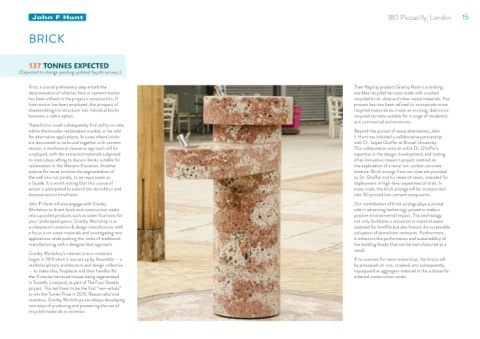 John F Hunt
180 Piccadilly, London 15
BRICK
137 TONNES EXPECTED
(Expected to change pending updated façade surveys.)
First, a crucial preliminary step entails the
determination of whether lime or cement mortar
has been utilised in the project's construction. If
lime mortar has been employed, the prospect of
disassembling the structure into individual bricks
becomes a viable option.
These bricks could subsequently find utility on-site,
within the broader reclamation market, or be sold
for alternative applications. In cases where bricks
are discovered to be bound together with cement
mortar, a mechanical disruption approach will be
employed, with the extracted materials subjected
to meticulous sifting to discern bricks suitable for
reclamation in the Western Elevation. Another
avenue for reuse involves the segmentation of
the wall into cut panels, to be repurposed as
a facade. It is worth noting that this course of
action is anticipated to extend the demolition and
deconstruction timeframe.
John F Hunt will also engage with Granby
Workshop to divert brick and construction waste
into upcycled products such as water fountains for
your landscaped spaces. Granby Workshop is an
architectural ceramics & design manufacturer with
a focus on on waste materials and investigating new
applications while pushing the limits of traditional
manufacturing with a designer lead approach.
Granby Workshop's interest in non-materials
began in 2011 when it was set up by Assemble – a
multidisciplinary architecture and design collective
– to make tiles, fireplaces and door handles for
the Victorian terraced houses being regenerated
in Toxteth, Liverpool, as part of The Four Streets
project. This led them to be the first "non-artists"
to win the Turner Prize in 2015. Resourceful and
inventive, Granby Workshops are always developing
new ways of producing and pioneering the use of
recycled materials in ceramics.
Their flagship product Granby Rock is a striking,
marbled recycled terrazzo made with crushed
recycled brick, slate and other waste materials. The
process has now been refined to incorporate more
recycled materials to create an exciting, distinctive
recycled terrazzo suitable for a range of residential
and commercial environments.
Beyond the pursuit of reuse alternatives, John
F Hunt has initiated a collaborative partnership
with Dr. Seyed Ghaffar at Brunel University.
This collaboration aims to utilise Dr. Ghaffar's
expertise in the design, development, and testing
of an innovative research project centred on
the exploration of a novel low-carbon concrete
mixture. Brick arisings from our sites are provided
to Dr. Ghaffar and his research team, intended for
deployment in high-level experimental trials. In
these trials, the brick arisings will be incorporated
into 3D-printed low cement components.
Our contribution of brick arisings plays a pivotal
role in advancing technology poised to make a
positive environmental impact. This technology
not only facilitates a reduction in material waste
destined for landfills but also fosters the sustainable
utilisation of demolition remnants. Furthermore,
it enhances the performance and sustainability of
the building blocks that can be manufactured as a
result.
If no avenues for reuse materialise, the bricks will
be processed on-site, crushed, and subsequently
repurposed as aggregate material in the subbase for
external construction works.